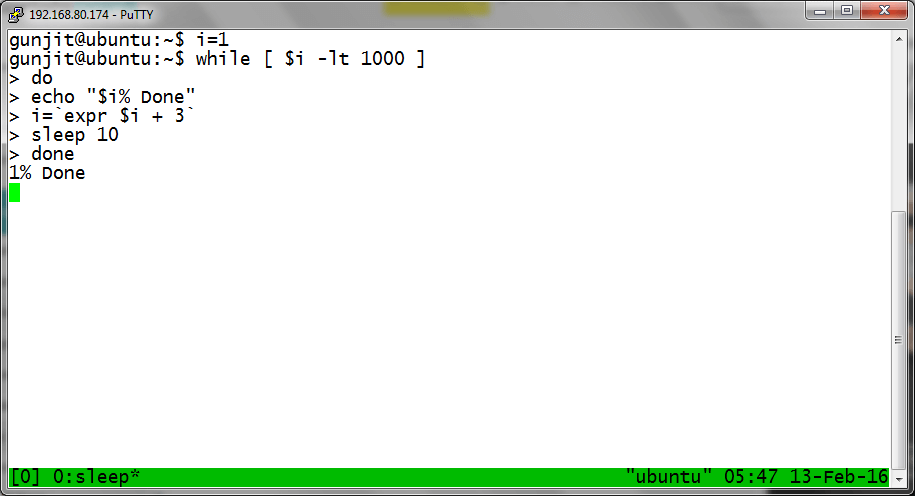 192.168.80.174 - PuTTY
gunjit@ubuntu:~$ i=1
gunjit@ubuntu:~$ while [ $i -lt 1000 ]
> do
> echo "$i% Done"
> i=`expr $i + 3`
> sleep 10
> done
1% Done
[0] 0:sleep* "ubuntu" 05:47 13-Feb-16